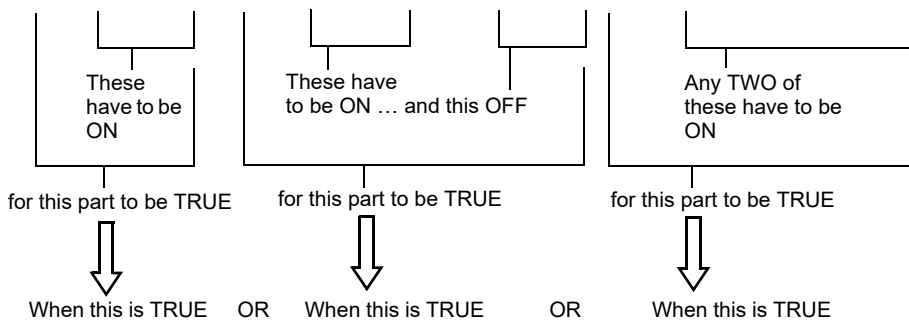 These
have to be
ON
These have
to be ON … and this OFF
Any TWO of
these have to be
ON
for this part to be TRUE
for this part to be TRUE
for this part to be TRUE
When this is TRUE OR When this is TRUE OR When this is TRUE